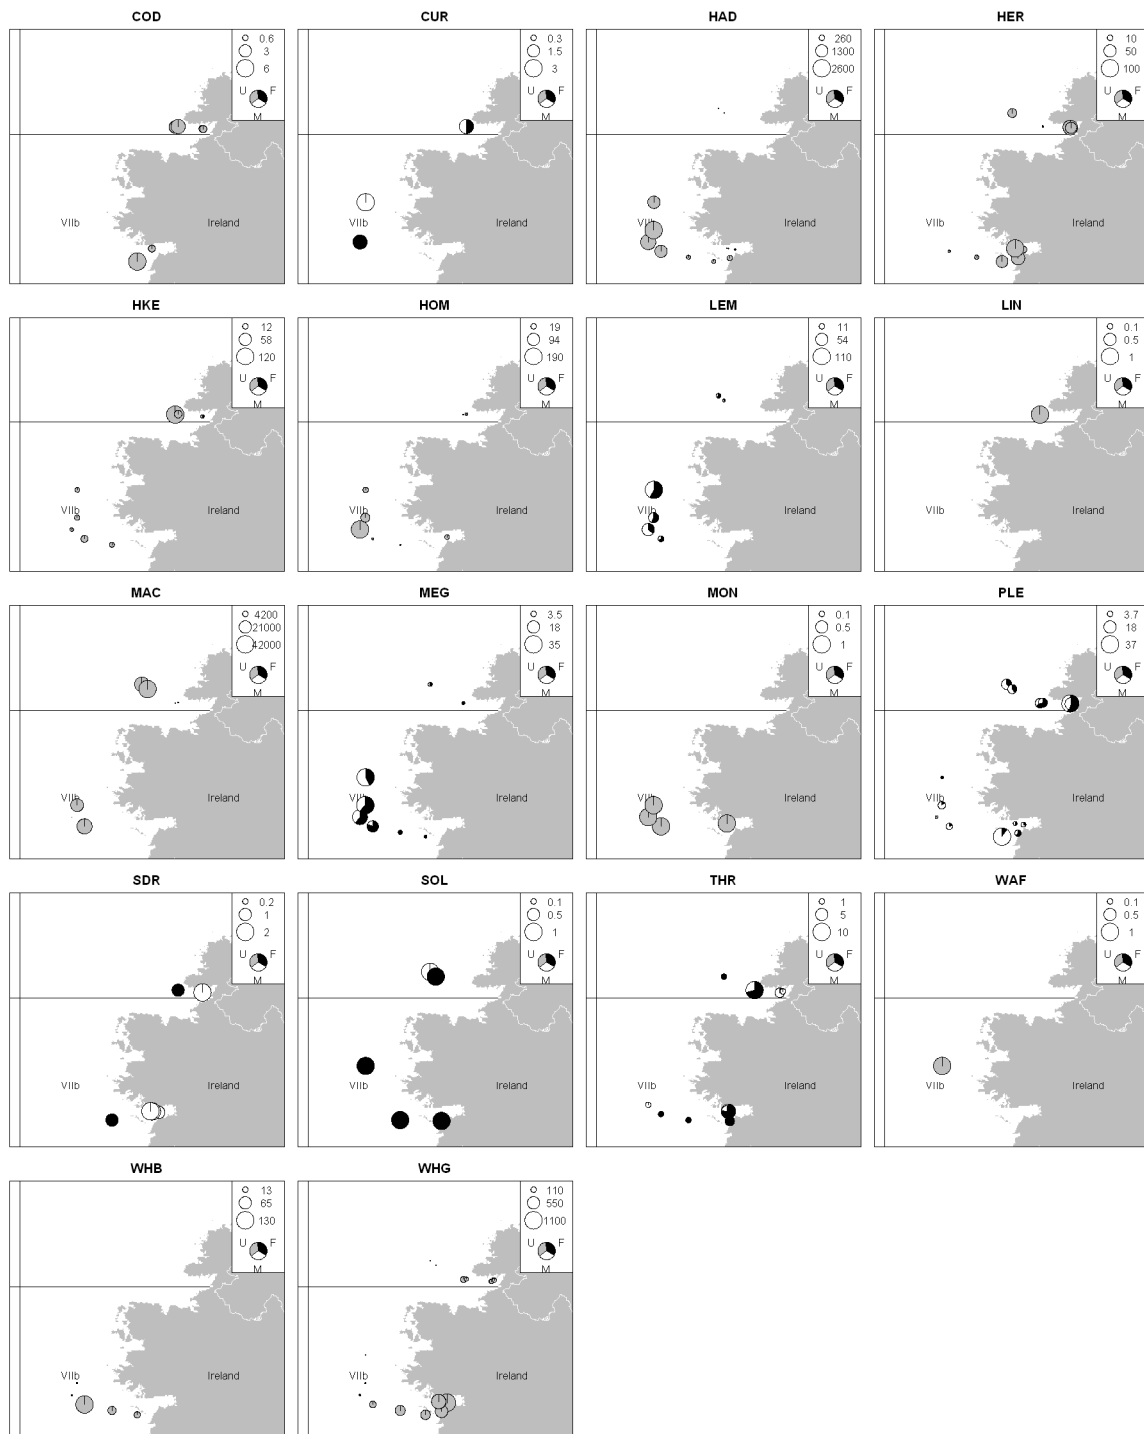 COD
0.6
3
6
U F
M
VIIb
Ireland
CUR
0.3
1.5
3
U F
M
VIIb
Ireland
HAD
260
1300
2600
U F
M
VIIb
Ireland
HER
10
50
100
U F
M
VIIb
Ireland
HKE
12
58
120
U F
M
VIIb
Ireland
HOM
19
94
190
U F
M
VIIb
Ireland
LEM
11
54
110
U F
M
VIIb
Ireland
LIN
0.1
0.5
1
U F
M
VIIb
Ireland
MAC
4200
21000
42000
U F
M
VIIb
Ireland
MEG
3.5
18
35
U F
M
VIIb
Ireland
MON
0.1
0.5
1
U F
M
VIIb
Ireland
PLE
3.7
18
37
U F
M
VIIb
Ireland
SDR
0.2
1
2
U F
M
VIIb
Ireland
SOL
0.1
0.5
1
U F
M
VIIb
Ireland
THR
1
5
10
U F
M
VIIb
Ireland
WAF
0.1
0.5
1
U F
M
VIIb
Ireland
WHB
13
65
130
U F
M
VIIb
Ireland
WHG
110
550
1100
U F
M
VIIb
Ireland